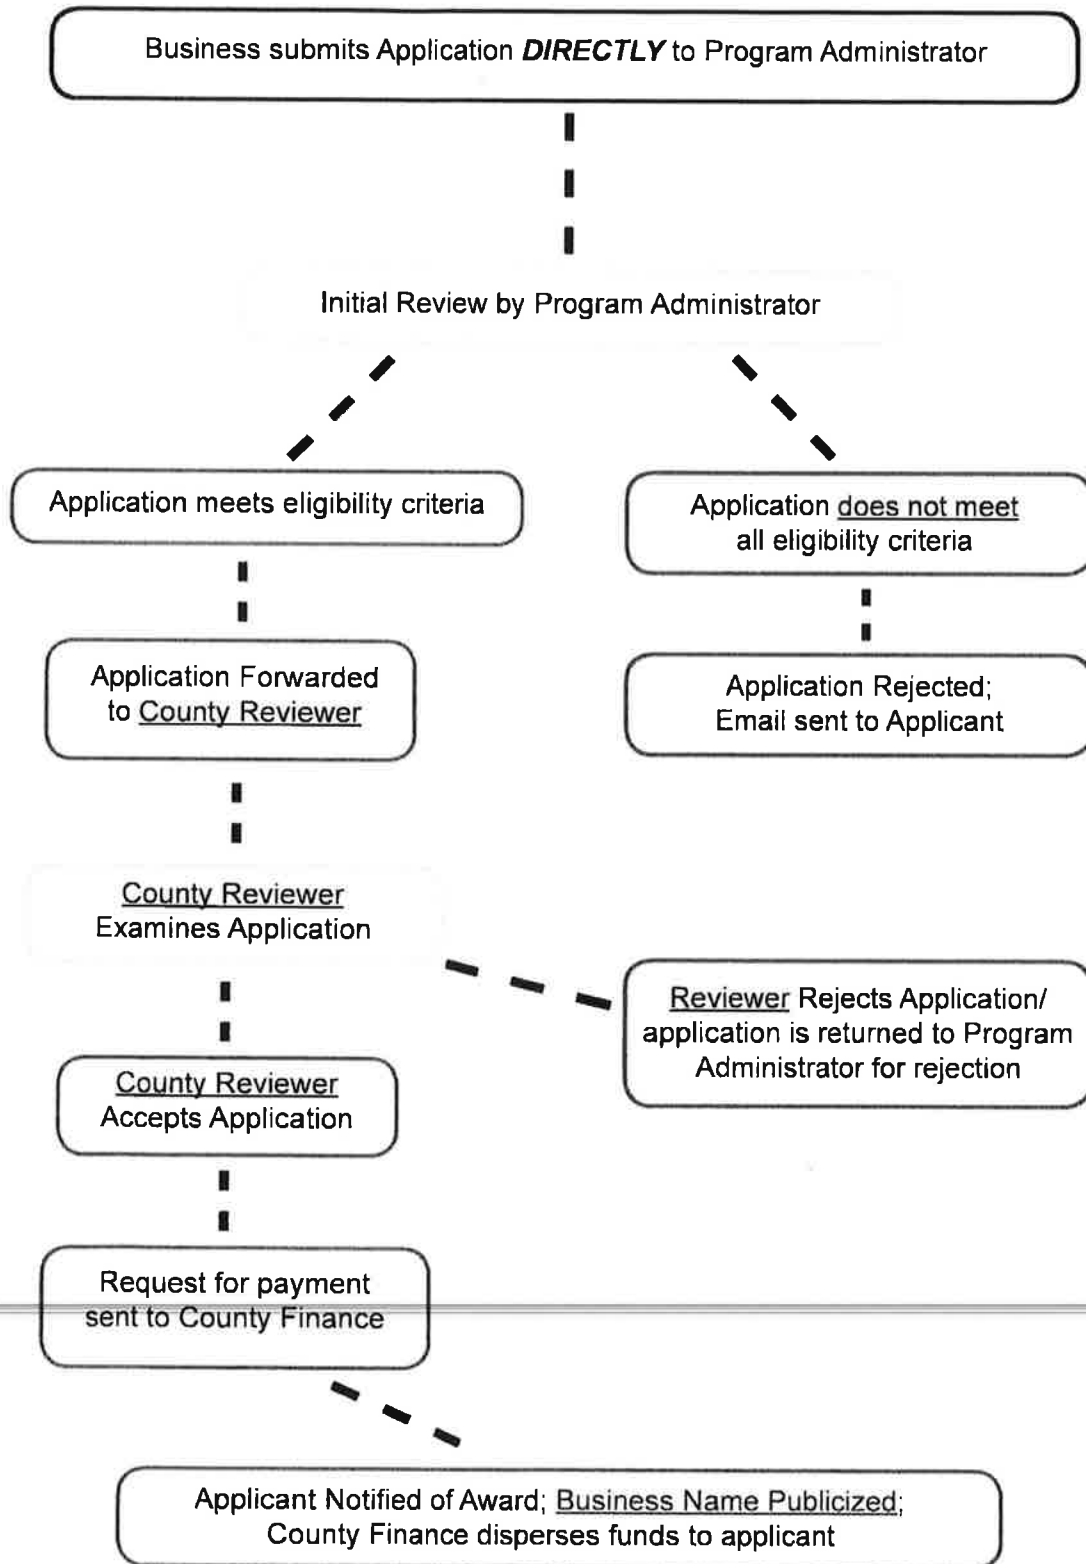 Business submits Application DIRECTLY to Program Administrator
Initial Review by Program Administrator
Application meets eligibility criteria
Application does not meet
all eligibility criteria
Application Forwarded
to County Reviewer
Application Rejected;
Email sent to Applicant
County Reviewer
Examines Application
Reviewer Rejects Application/
application is returned to Program
Administrator for rejection
County Reviewer
Accepts Application
Request for payment
sent to County Finance
Applicant Notified of Award; Business Name Publicized;
County Finance disperses funds to applicant